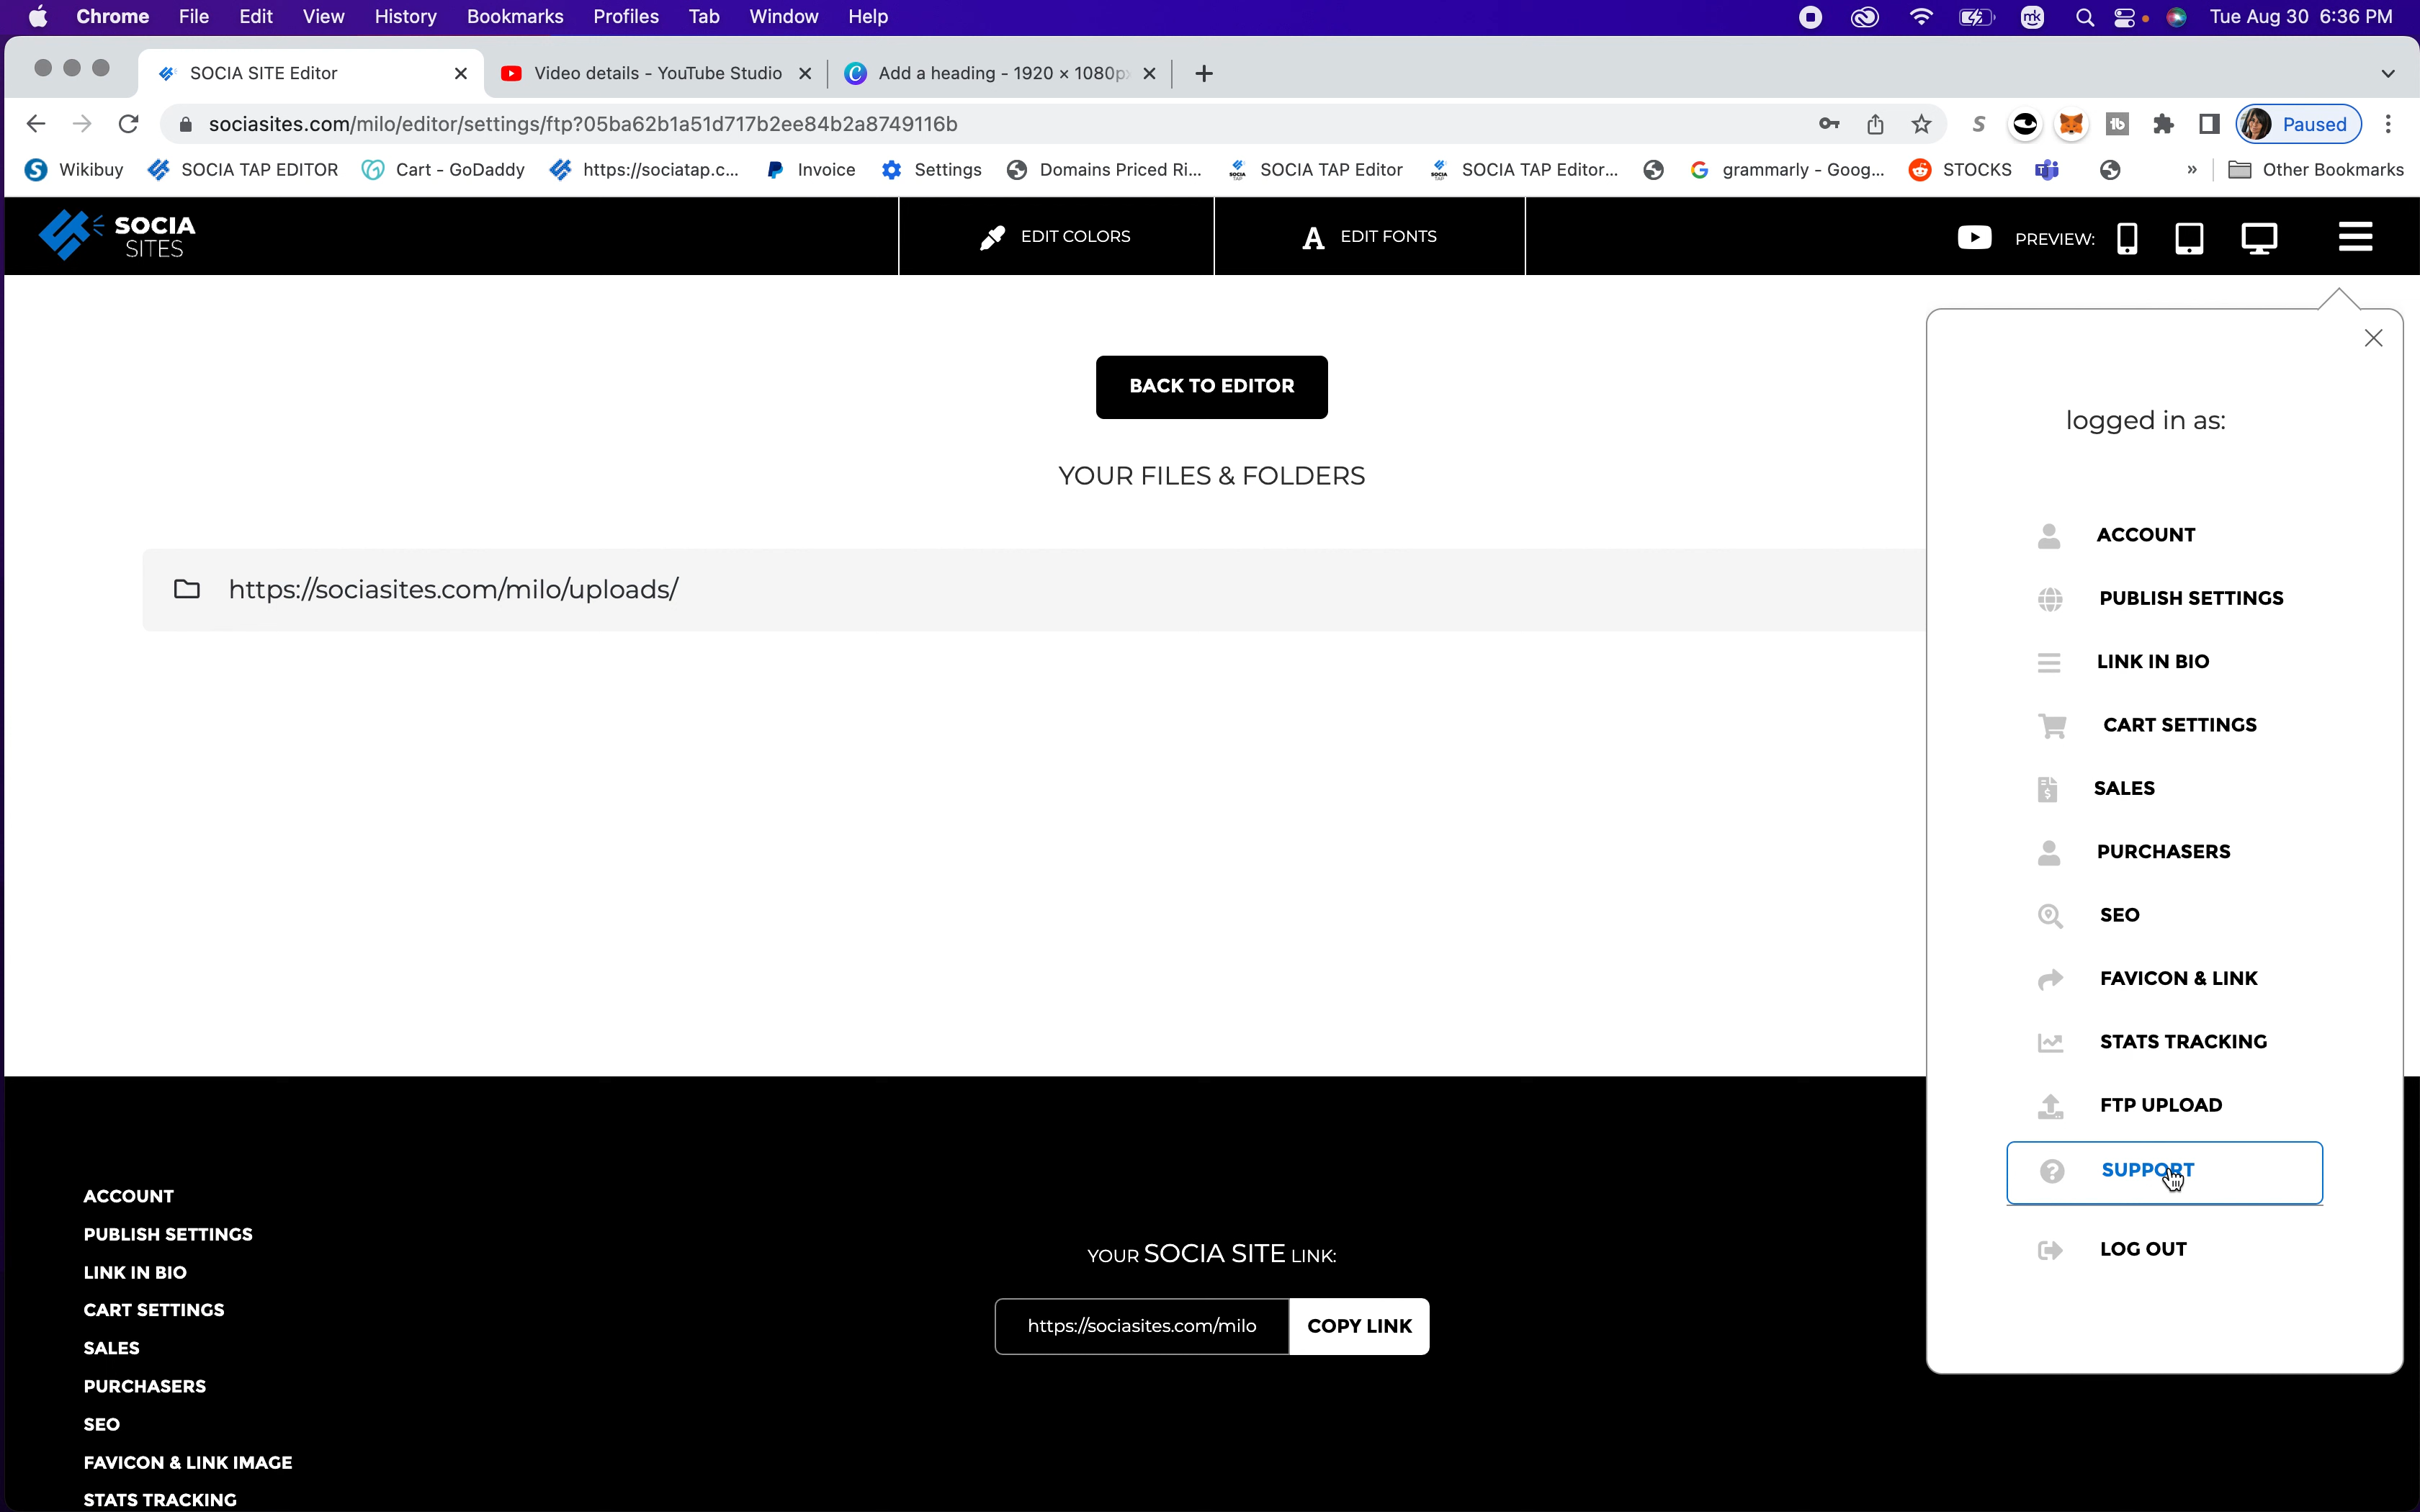 Chrome File Edit View History Bookmarks Profiles Tab Window Help mk Tue Aug 30 6:36 PM
SOCIA SITE Editor Video details - YouTube Studio Add a heading - 1920 × 1080px
sociasites.com/milo/editor/settings/ftp?05ba62b1a51d717b2ee84b2a8749116b S tb Paused
Wikibuy SOCIA TAP EDITOR Cart - GoDaddy https://sociatap.c... Invoice Settings Domains Priced Ri... SOCIA TAP Editor SOCIA TAP Editor... grammarly - Goog... STOCKS » Other Bookmarks
SOCIA
SITES
EDIT COLORS
A EDIT FONTS
PREVIEW:
BACK TO EDITOR
YOUR FILES & FOLDERS
https://sociasites.com/milo/uploads/
logged in as:
ACCOUNT
PUBLISH SETTINGS
LINK IN BIO
CART SETTINGS
SALES
PURCHASERS
SEO
FAVICON & LINK
STATS TRACKING
FTP UPLOAD
SUPPORT
LOG OUT
ACCOUNT
PUBLISH SETTINGS
LINK IN BIO
CART SETTINGS
SALES
PURCHASERS
SEO
FAVICON & LINK IMAGE
STATS TRACKING
YOUR SOCIA SITE LINK:
https://sociasites.com/milo COPY LINK